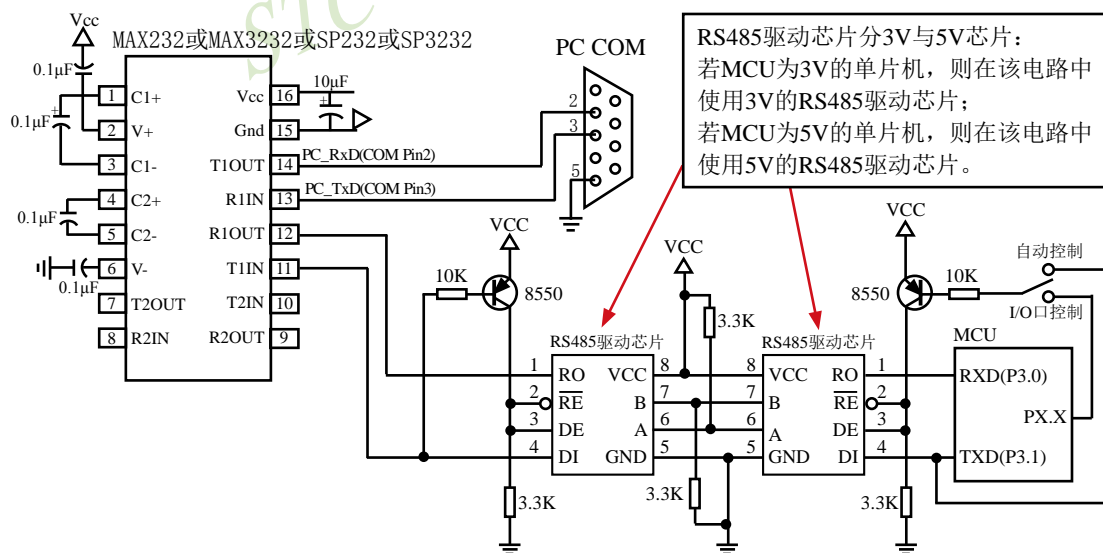 STC
Vcc
MAX232或MAX3232或SP232或SP3232
0.1μF
0.1μF
0.1μF
0.1μF
1 C1+
2 V+
3 C1-
4 C2+
5 C2-
6 V-
7 T2OUT
8 R2IN
Vcc 16
Gnd 15
T1OUT 14
R1IN 13
R1OUT 12
T1IN 11
T2IN 10
R2OUT 9
10μF
+
+
PC_RxD(COM Pin2)
PC_TxD(COM Pin3)
PC COM
2
3
5
RS485驱动芯片分3V与5V芯片：
若MCU为3V的单片机，则在该电路中
使用3V的RS485驱动芯片；
若MCU为5V的单片机，则在该电路中
使用5V的RS485驱动芯片。
VCC
10K
8550
3.3K
RS485驱动芯片
1 RO
2 RE
3 DE
4 DI
VCC 8
B 7
A 6
GND 5
VCC
3.3K
3.3K
RS485驱动芯片
8 VCC
7 B
6 A
5 GND
RO 1
RE 2
DE 3
DI 4
VCC
8550
10K
3.3K
自动控制
I/O口控制
MCU
RXD(P3.0)
PX.X
TXD(P3.1)